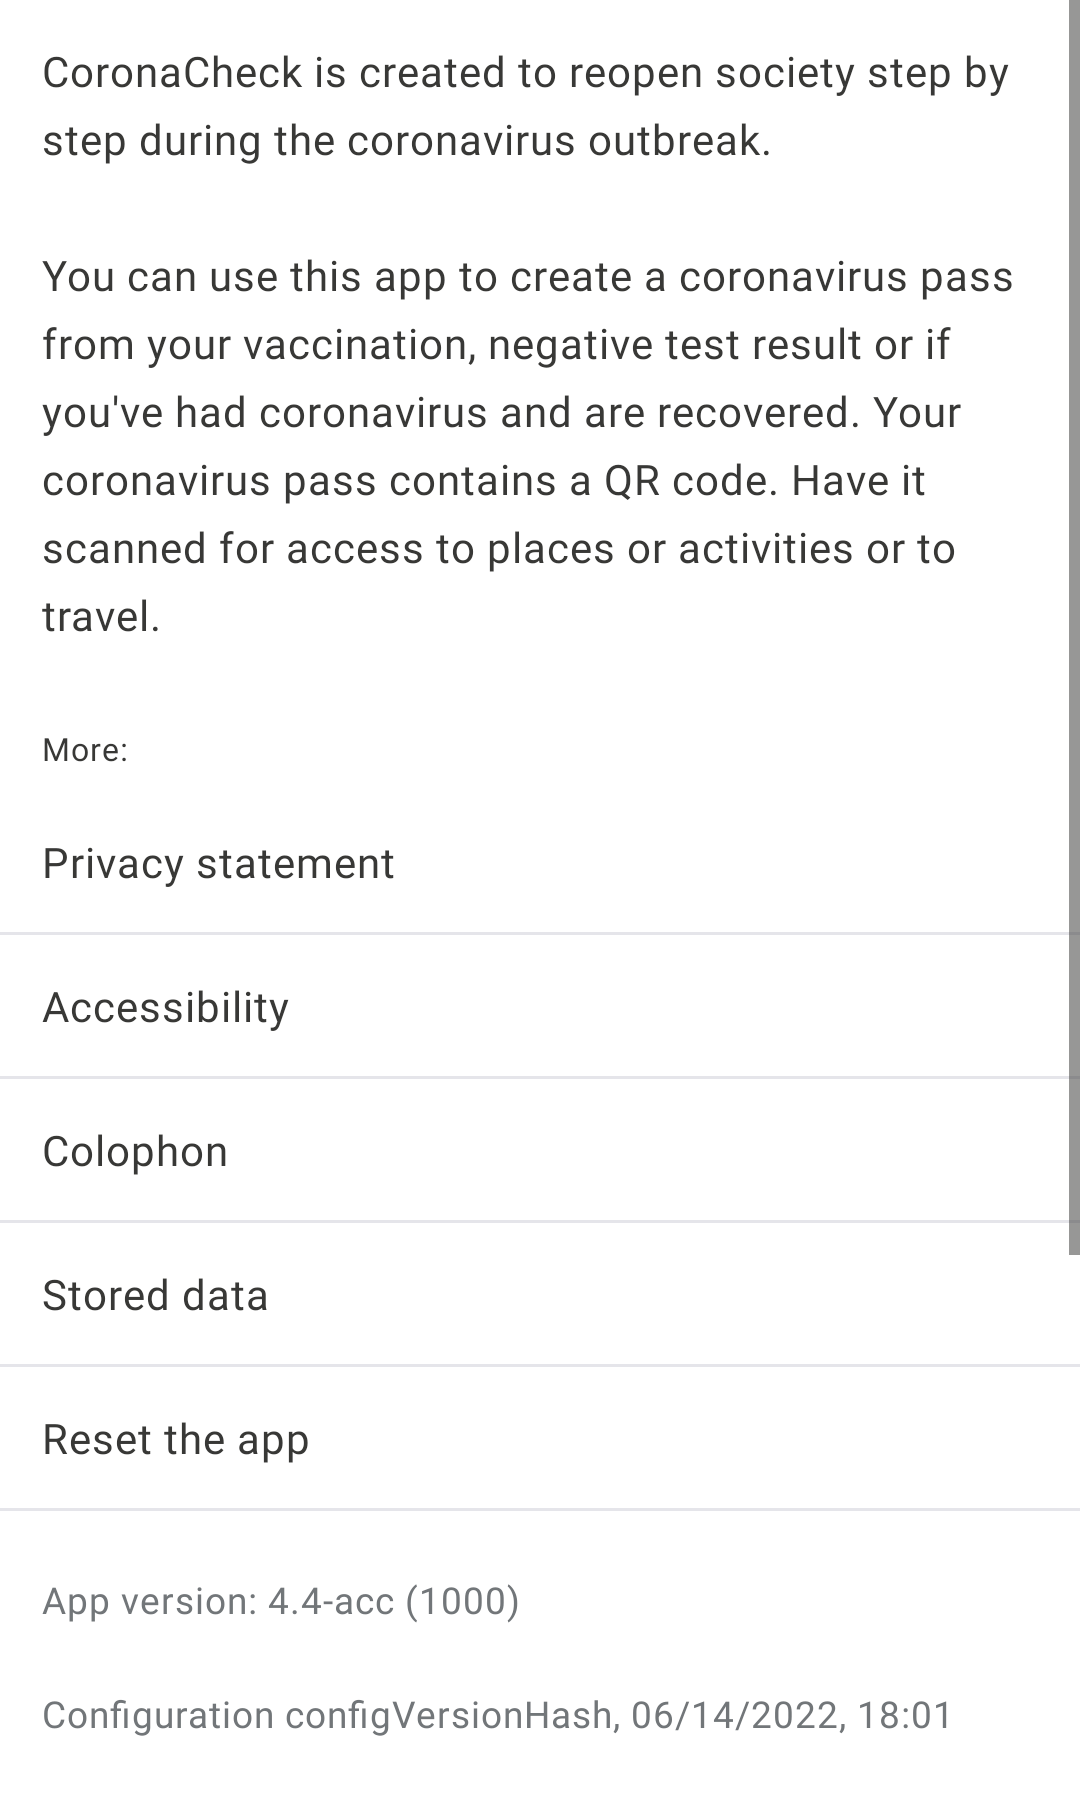 CoronaCheck is created to reopen society step by
step during the coronavirus outbreak.
You can use this app to create a coronavirus pass
from your vaccination, negative test result or if
you've had coronavirus and are recovered. Your
coronavirus pass contains a QR code. Have it
scanned for access to places or activities or to
travel.
More:
Privacy statement
Accessibility
Colophon
Stored data
Reset the app
App version: 4.4-acc (1000)
Configuration configVersionHash, 06/14/2022, 18:01